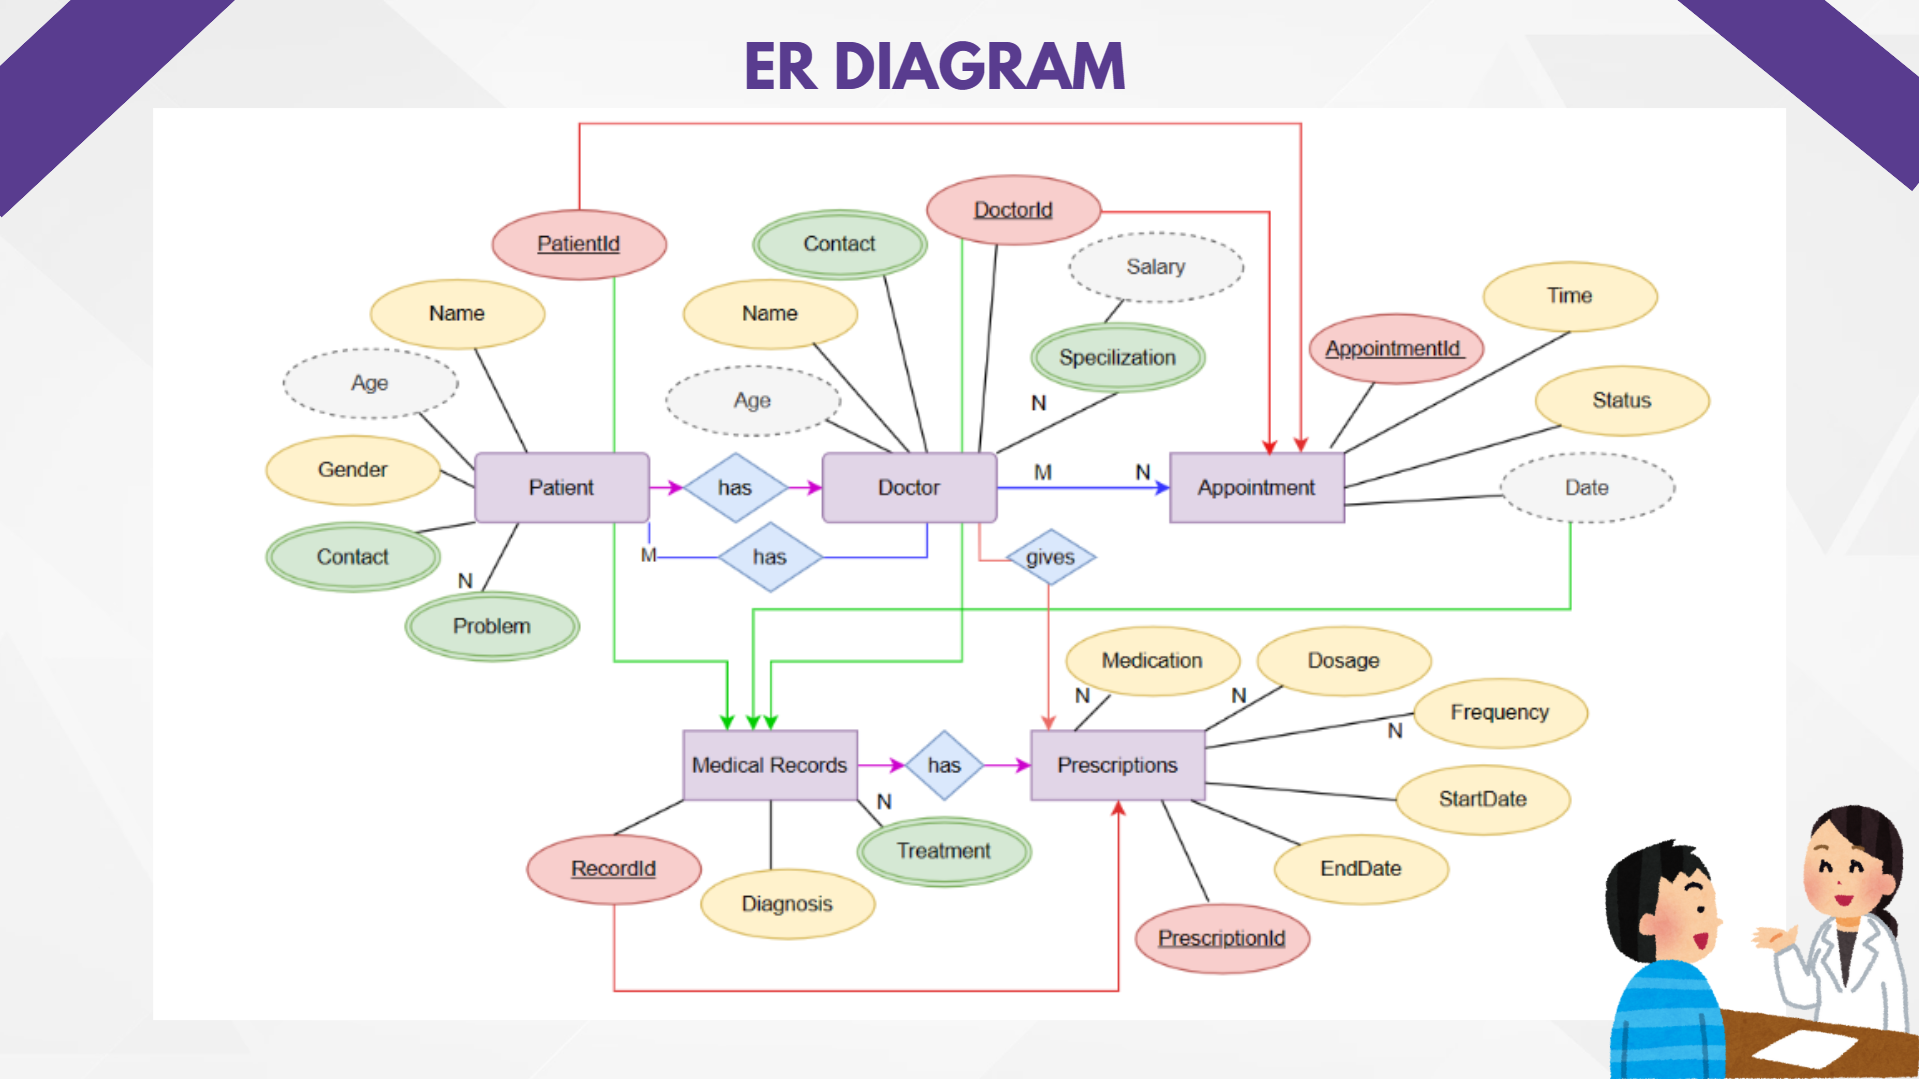 ER DIAGRAM
DoctorId
PatientId
Contact
Salary
Time
Name
Name
AppointmentId
Specilization
Age
Age
N
Status
Gender
Patient
has
Doctor
M
N
Appointment
Date
Contact
M
has
gives
N
Problem
Medication
Dosage
N
N
Frequency
N
Medical Records
has
Prescriptions
StartDate
N
Treatment
RecordId
EndDate
Diagnosis
PrescriptionId